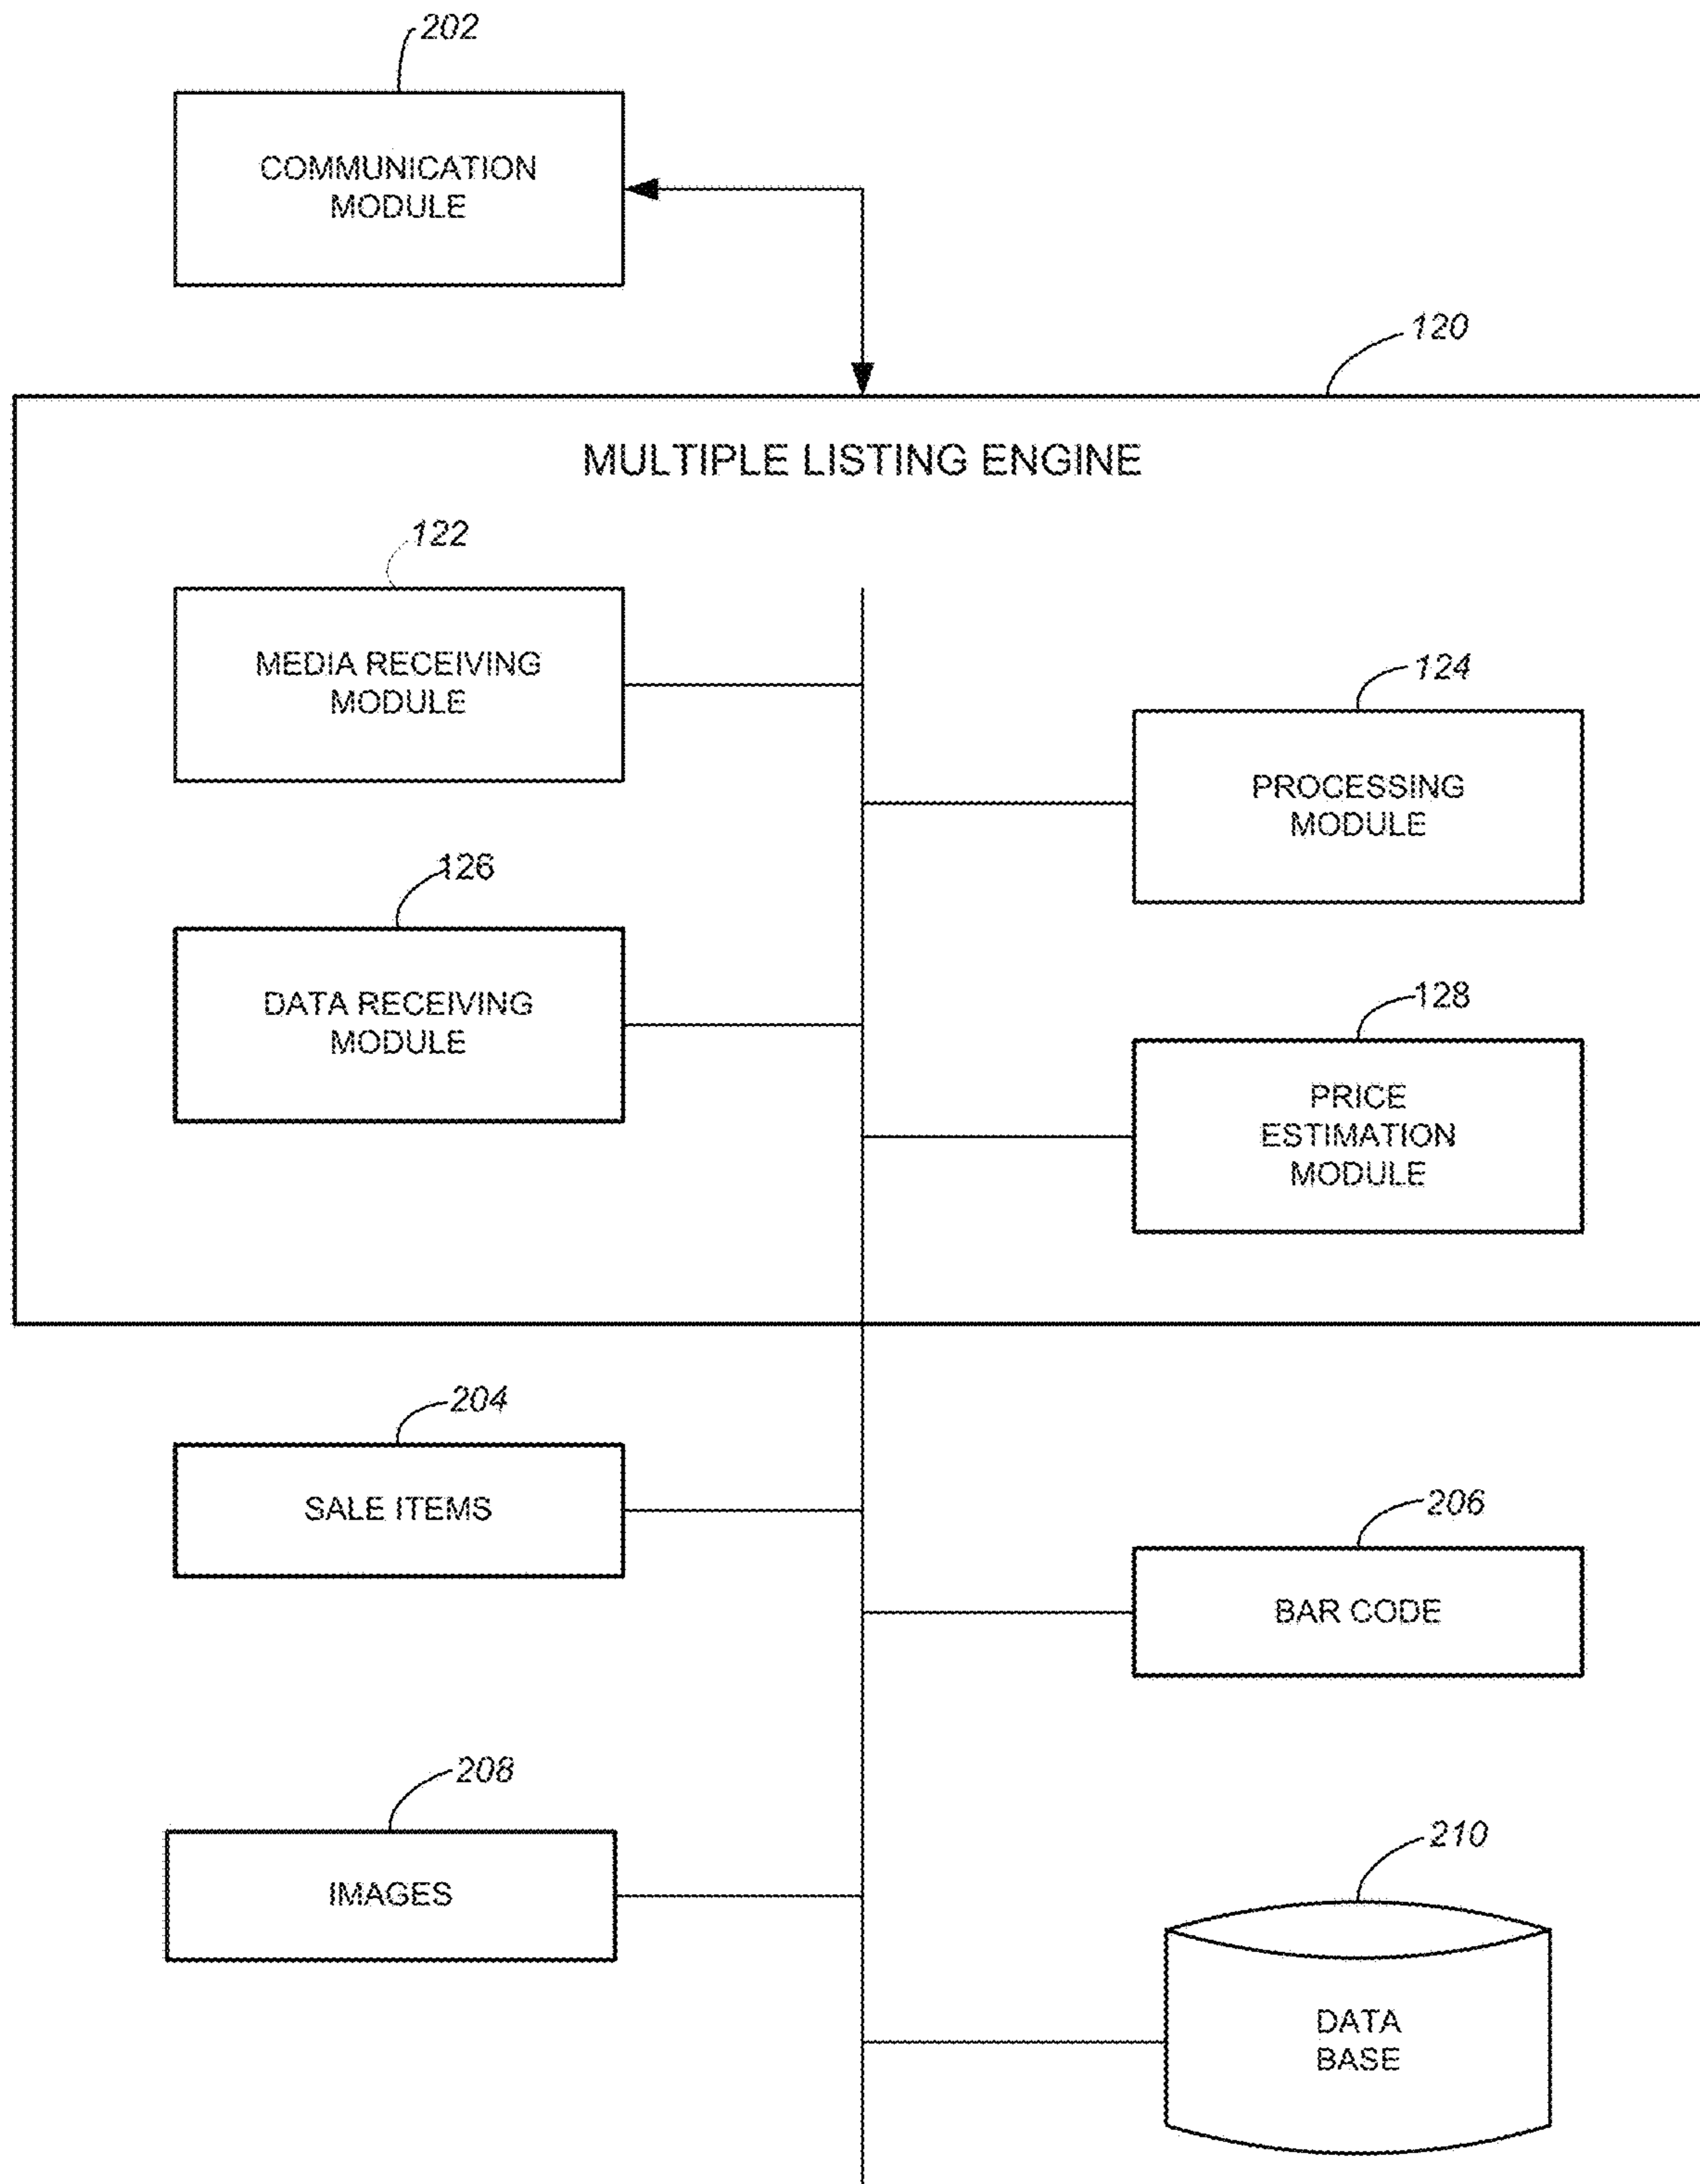 202
COMMUNICATION
MODULE
120
MULTIPLE LISTING ENGINE
122
MEDIA RECEIVING
MODULE
124
PROCESSING
MODULE
126
DATA RECEIVING
MODULE
128
PRICE
ESTIMATION
MODULE
204
SALE ITEMS
206
BAR CODE
208
IMAGES
210
DATA
BASE